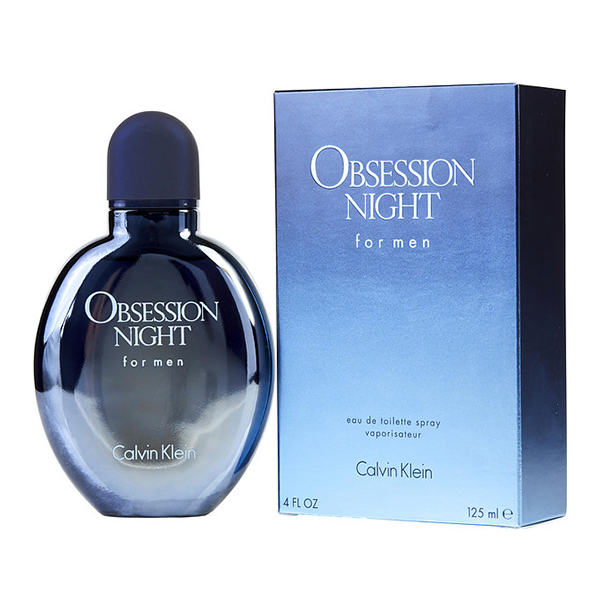 OBSESSION
NIGHT
for men
Calvin Klein
OBSESSION
NIGHT
for men
eau de toilette spray
vaporisateur
Calvin Klein
4 FL OZ
125 ml ℮